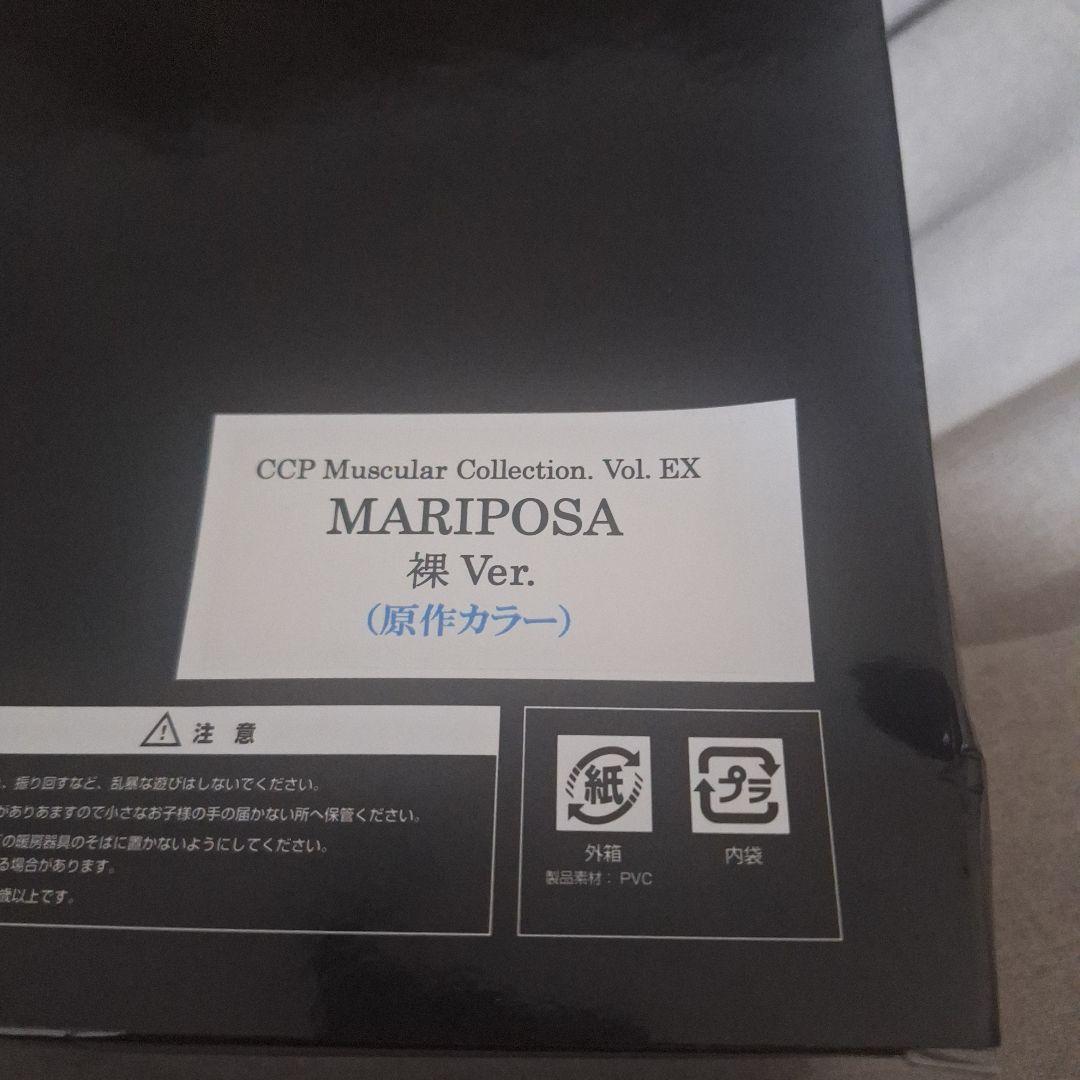 CCP Muscular Collection. Vol. EX
MARIPOSA
裸 Ver.
(原作カラー)
注 意
、振り回すなど、乱暴な遊びはしないでください。
がありあますので小さなお子様の手の届かない所へ保管ください。
の暖房器具のそばに置かないようにしてください。
る場合があります。
歳以上です。
紙
外箱
製品素材：PVC
プラ
内袋